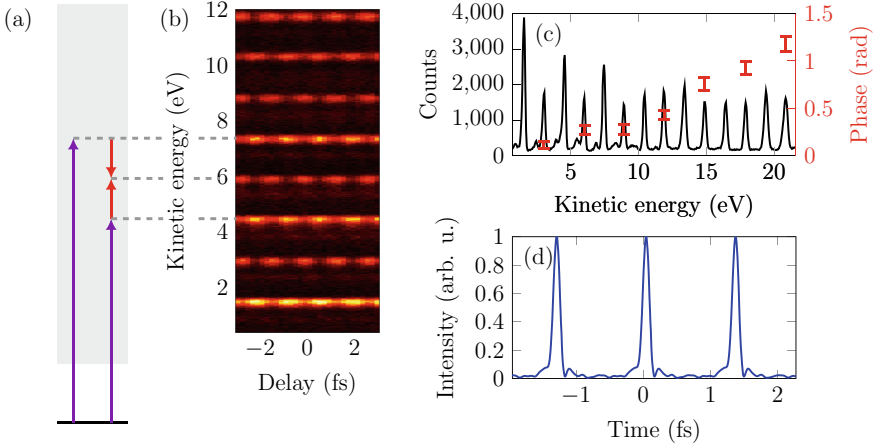 (a)
(b)
12
10
8
6
4
2
Kinetic energy (eV)
−2
0
2
Delay (fs)
(c)
4,000
3,000
2,000
1,000
0
Counts
1.5
1
0.5
0
Phase (rad)
5
10
15
20
Kinetic energy (eV)
(d)
1
0.8
0.6
0.4
0.2
0
Intensity (arb. u.)
−1
0
1
2
Time (fs)